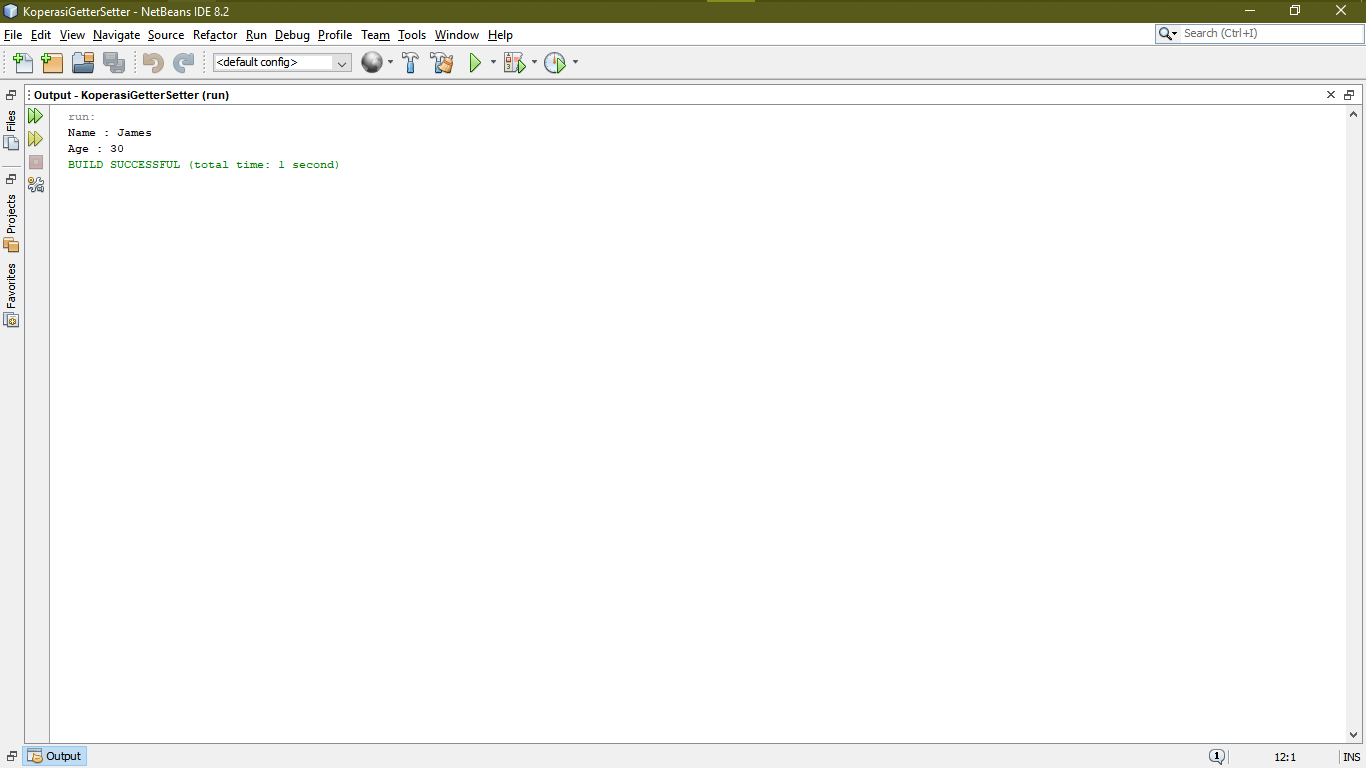 KoperasiGetterSetter - NetBeans IDE 8.2
File Edit View Navigate Source Refactor Run Debug Profile Team Tools Window Help
Search (Ctrl+I)
<default config>
Output - KoperasiGetterSetter (run)
Files
Projects
Favorites
run:
Name : James
Age : 30
BUILD SUCCESSFUL (total time: 1 second)
Output
1
12:1
INS